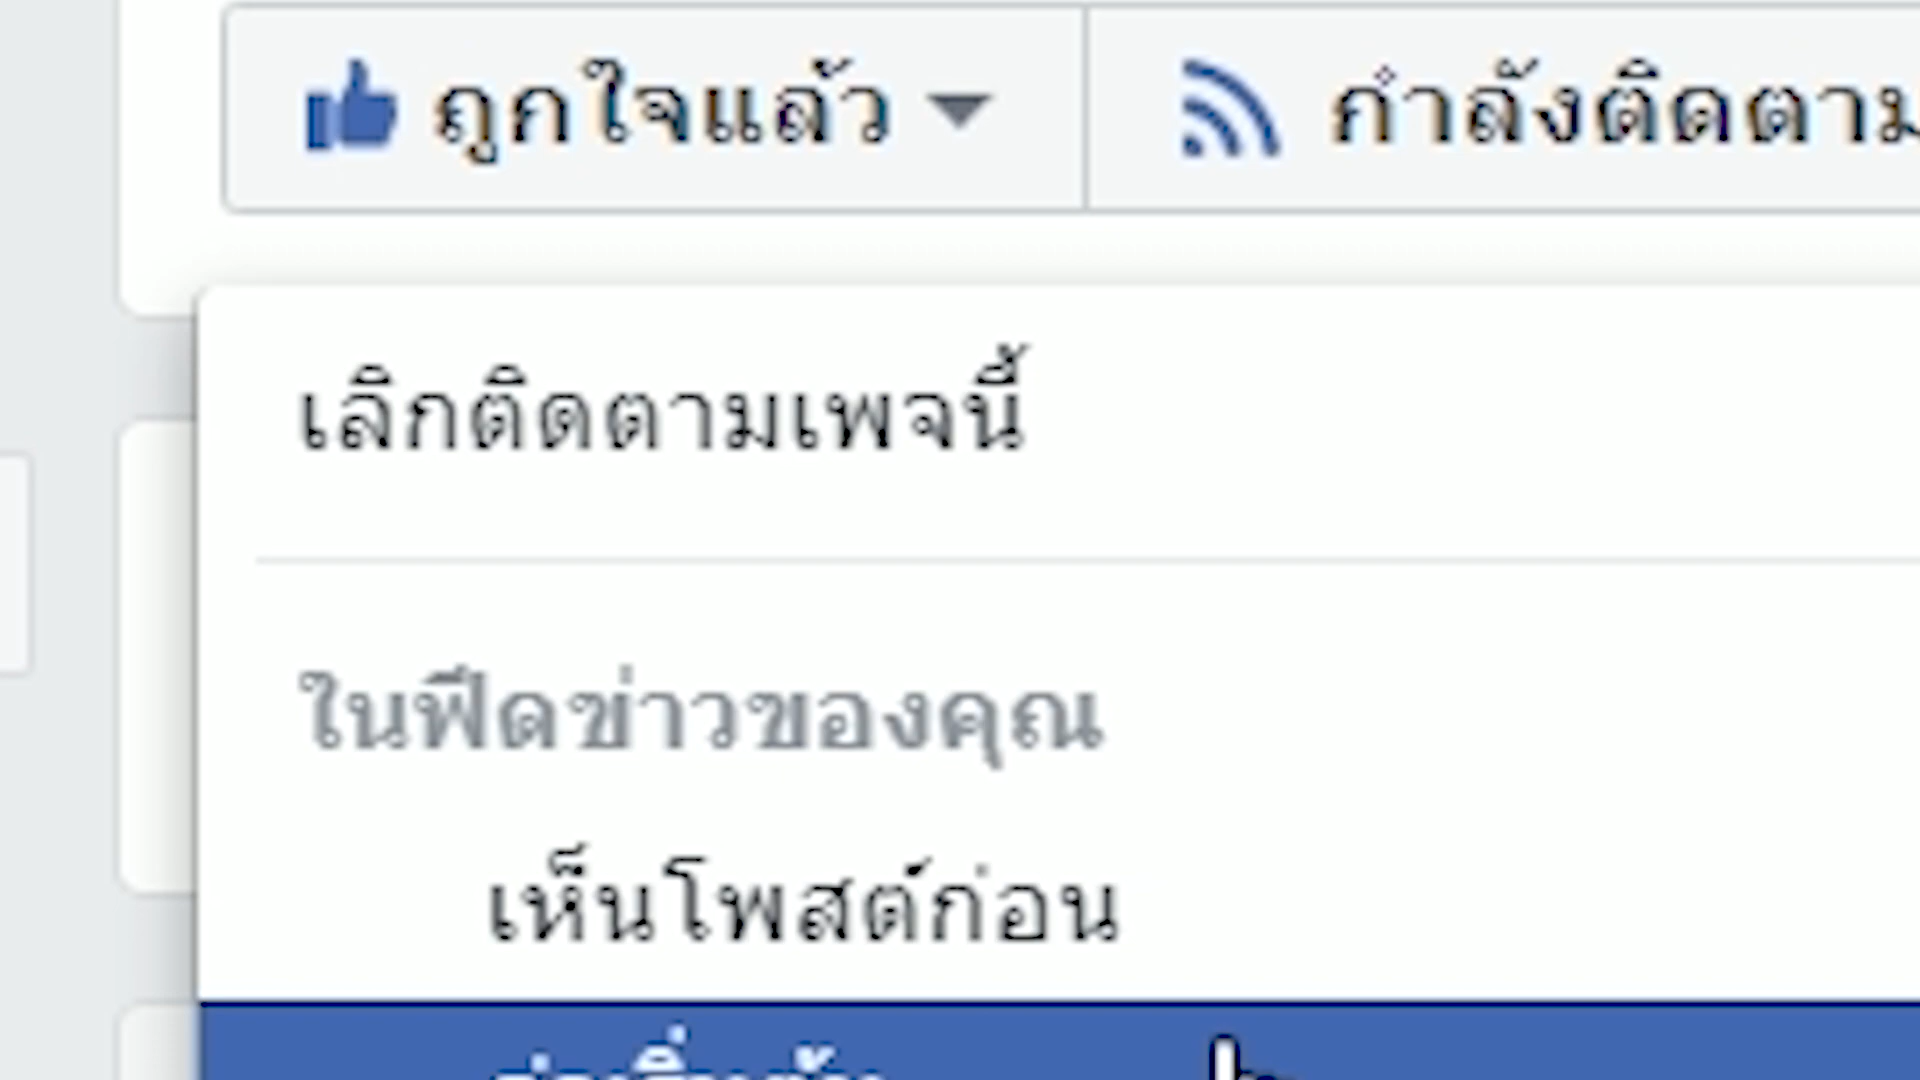 ถูกใจแล้ว กำลังติดตาม
เลิกติดตามเพจนี้
ในฟีดข่าวของคุณ
เห็นโพสต์ก่อน